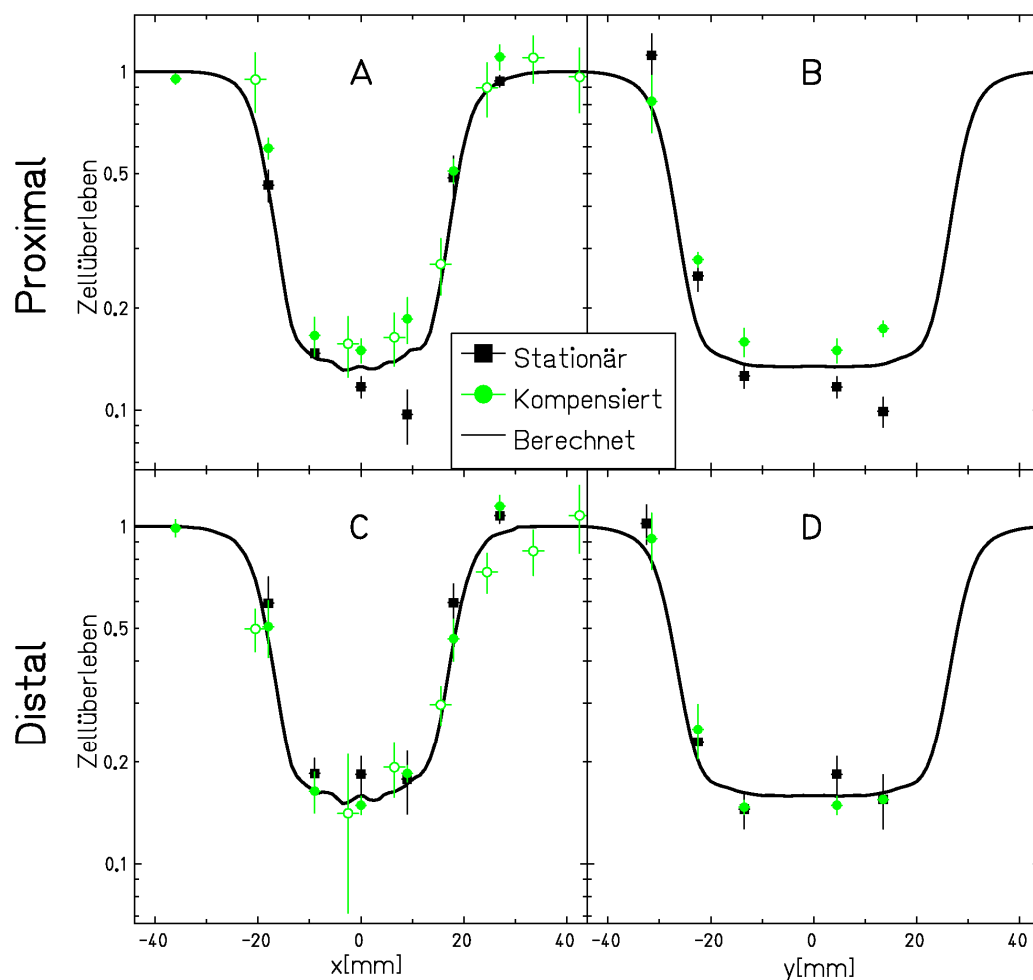 A
B
Proximal
Zellüberleben
1
0.5
0.2
0.1
Stationär
Kompensiert
Berechnet
C
D
Distal
Zellüberleben
1
0.5
0.2
0.1
-40 -20 0 20 40
-40 -20 0 20 40
x[mm]
y[mm]